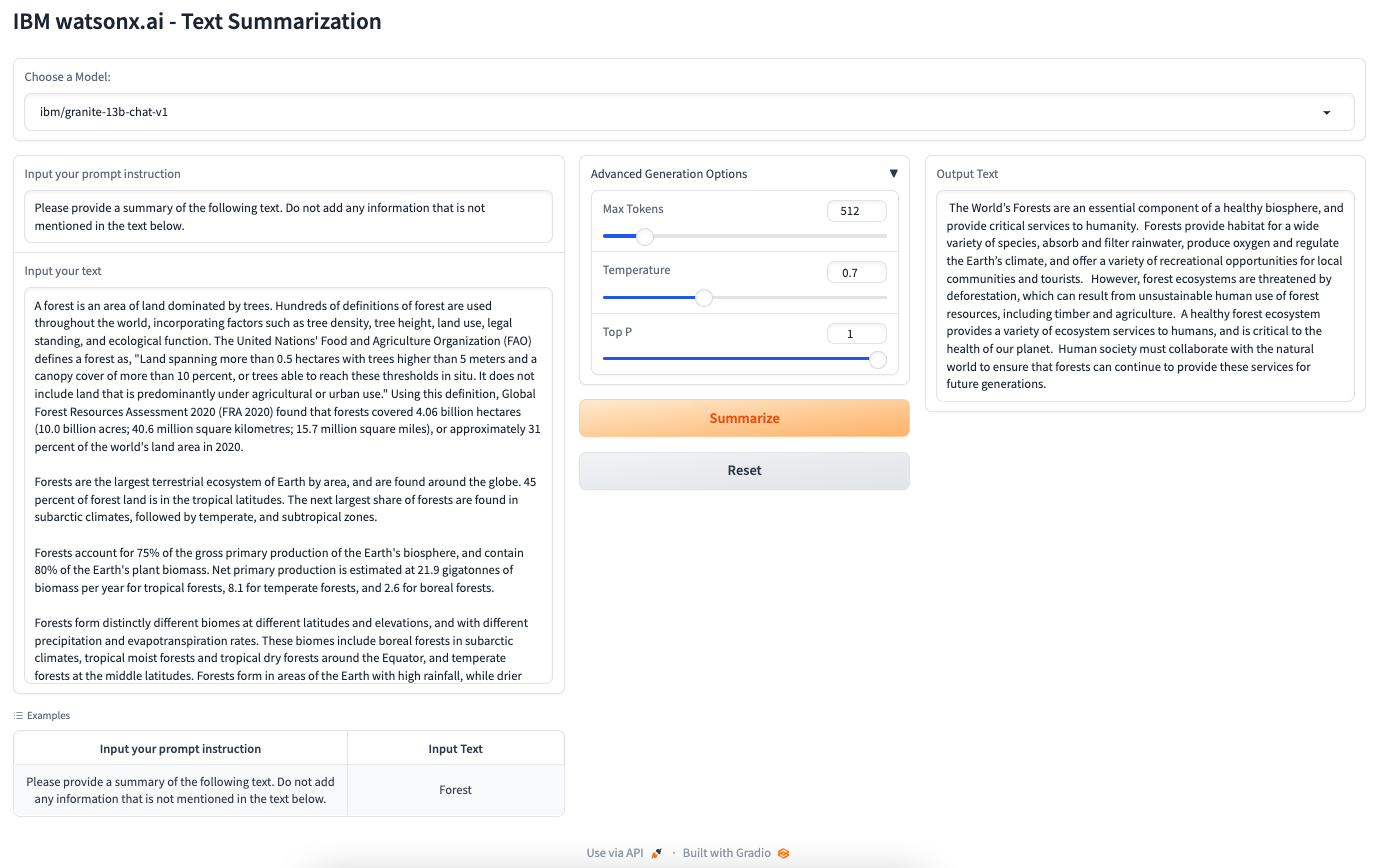 IBM watsonx.ai - Text Summarization
Choose a Model:
ibm/granite-13b-chat-v1
Input your prompt instruction
Please provide a summary of the following text. Do not add any information that is not
mentioned in the text below.
Input your text
A forest is an area of land dominated by trees. Hundreds of definitions of forest are used
throughout the world, incorporating factors such as tree density, tree height, land use, legal
standing, and ecological function. The United Nations' Food and Agriculture Organization (FAO)
defines a forest as, "Land spanning more than 0.5 hectares with trees higher than 5 meters and a
canopy cover of more than 10 percent, or trees able to reach these thresholds in situ. It does not
include land that is predominantly under agricultural or urban use." Using this definition, Global
Forest Resources Assessment 2020 (FRA 2020) found that forests covered 4.06 billion hectares
(10.0 billion acres; 40.6 million square kilometres; 15.7 million square miles), or approximately 31
percent of the world's land area in 2020.
Forests are the largest terrestrial ecosystem of Earth by area, and are found around the globe. 45
percent of forest land is in the tropical latitudes. The next largest share of forests are found in
subarctic climates, followed by temperate, and subtropical zones.
Forests account for 75% of the gross primary production of the Earth's biosphere, and contain
80% of the Earth's plant biomass. Net primary production is estimated at 21.9 gigatonnes of
biomass per year for tropical forests, 8.1 for temperate forests, and 2.6 for boreal forests.
Forests form distinctly different biomes at different latitudes and elevations, and with different
precipitation and evapotranspiration rates. These biomes include boreal forests in subarctic
climates, tropical moist forests and tropical dry forests around the Equator, and temperate
forests at the middle latitudes. Forests form in areas of the Earth with high rainfall, while drier
Examples
Input your prompt instruction
Input Text
Please provide a summary of the following text. Do not add
any information that is not mentioned in the text below.
Forest
Advanced Generation Options
Max Tokens
512
Temperature
0.7
Top P
1
Summarize
Reset
Output Text
The World’s Forests are an essential component of a healthy biosphere, and
provide critical services to humanity. Forests provide habitat for a wide
variety of species, absorb and filter rainwater, produce oxygen and regulate
the Earth’s climate, and offer a variety of recreational opportunities for local
communities and tourists. However, forest ecosystems are threatened by
deforestation, which can result from unsustainable human use of forest
resources, including timber and agriculture. A healthy forest ecosystem
provides a variety of ecosystem services to humans, and is critical to the
health of our planet. Human society must collaborate with the natural
world to ensure that forests can continue to provide these services for
future generations.
Use via API · Built with Gradio